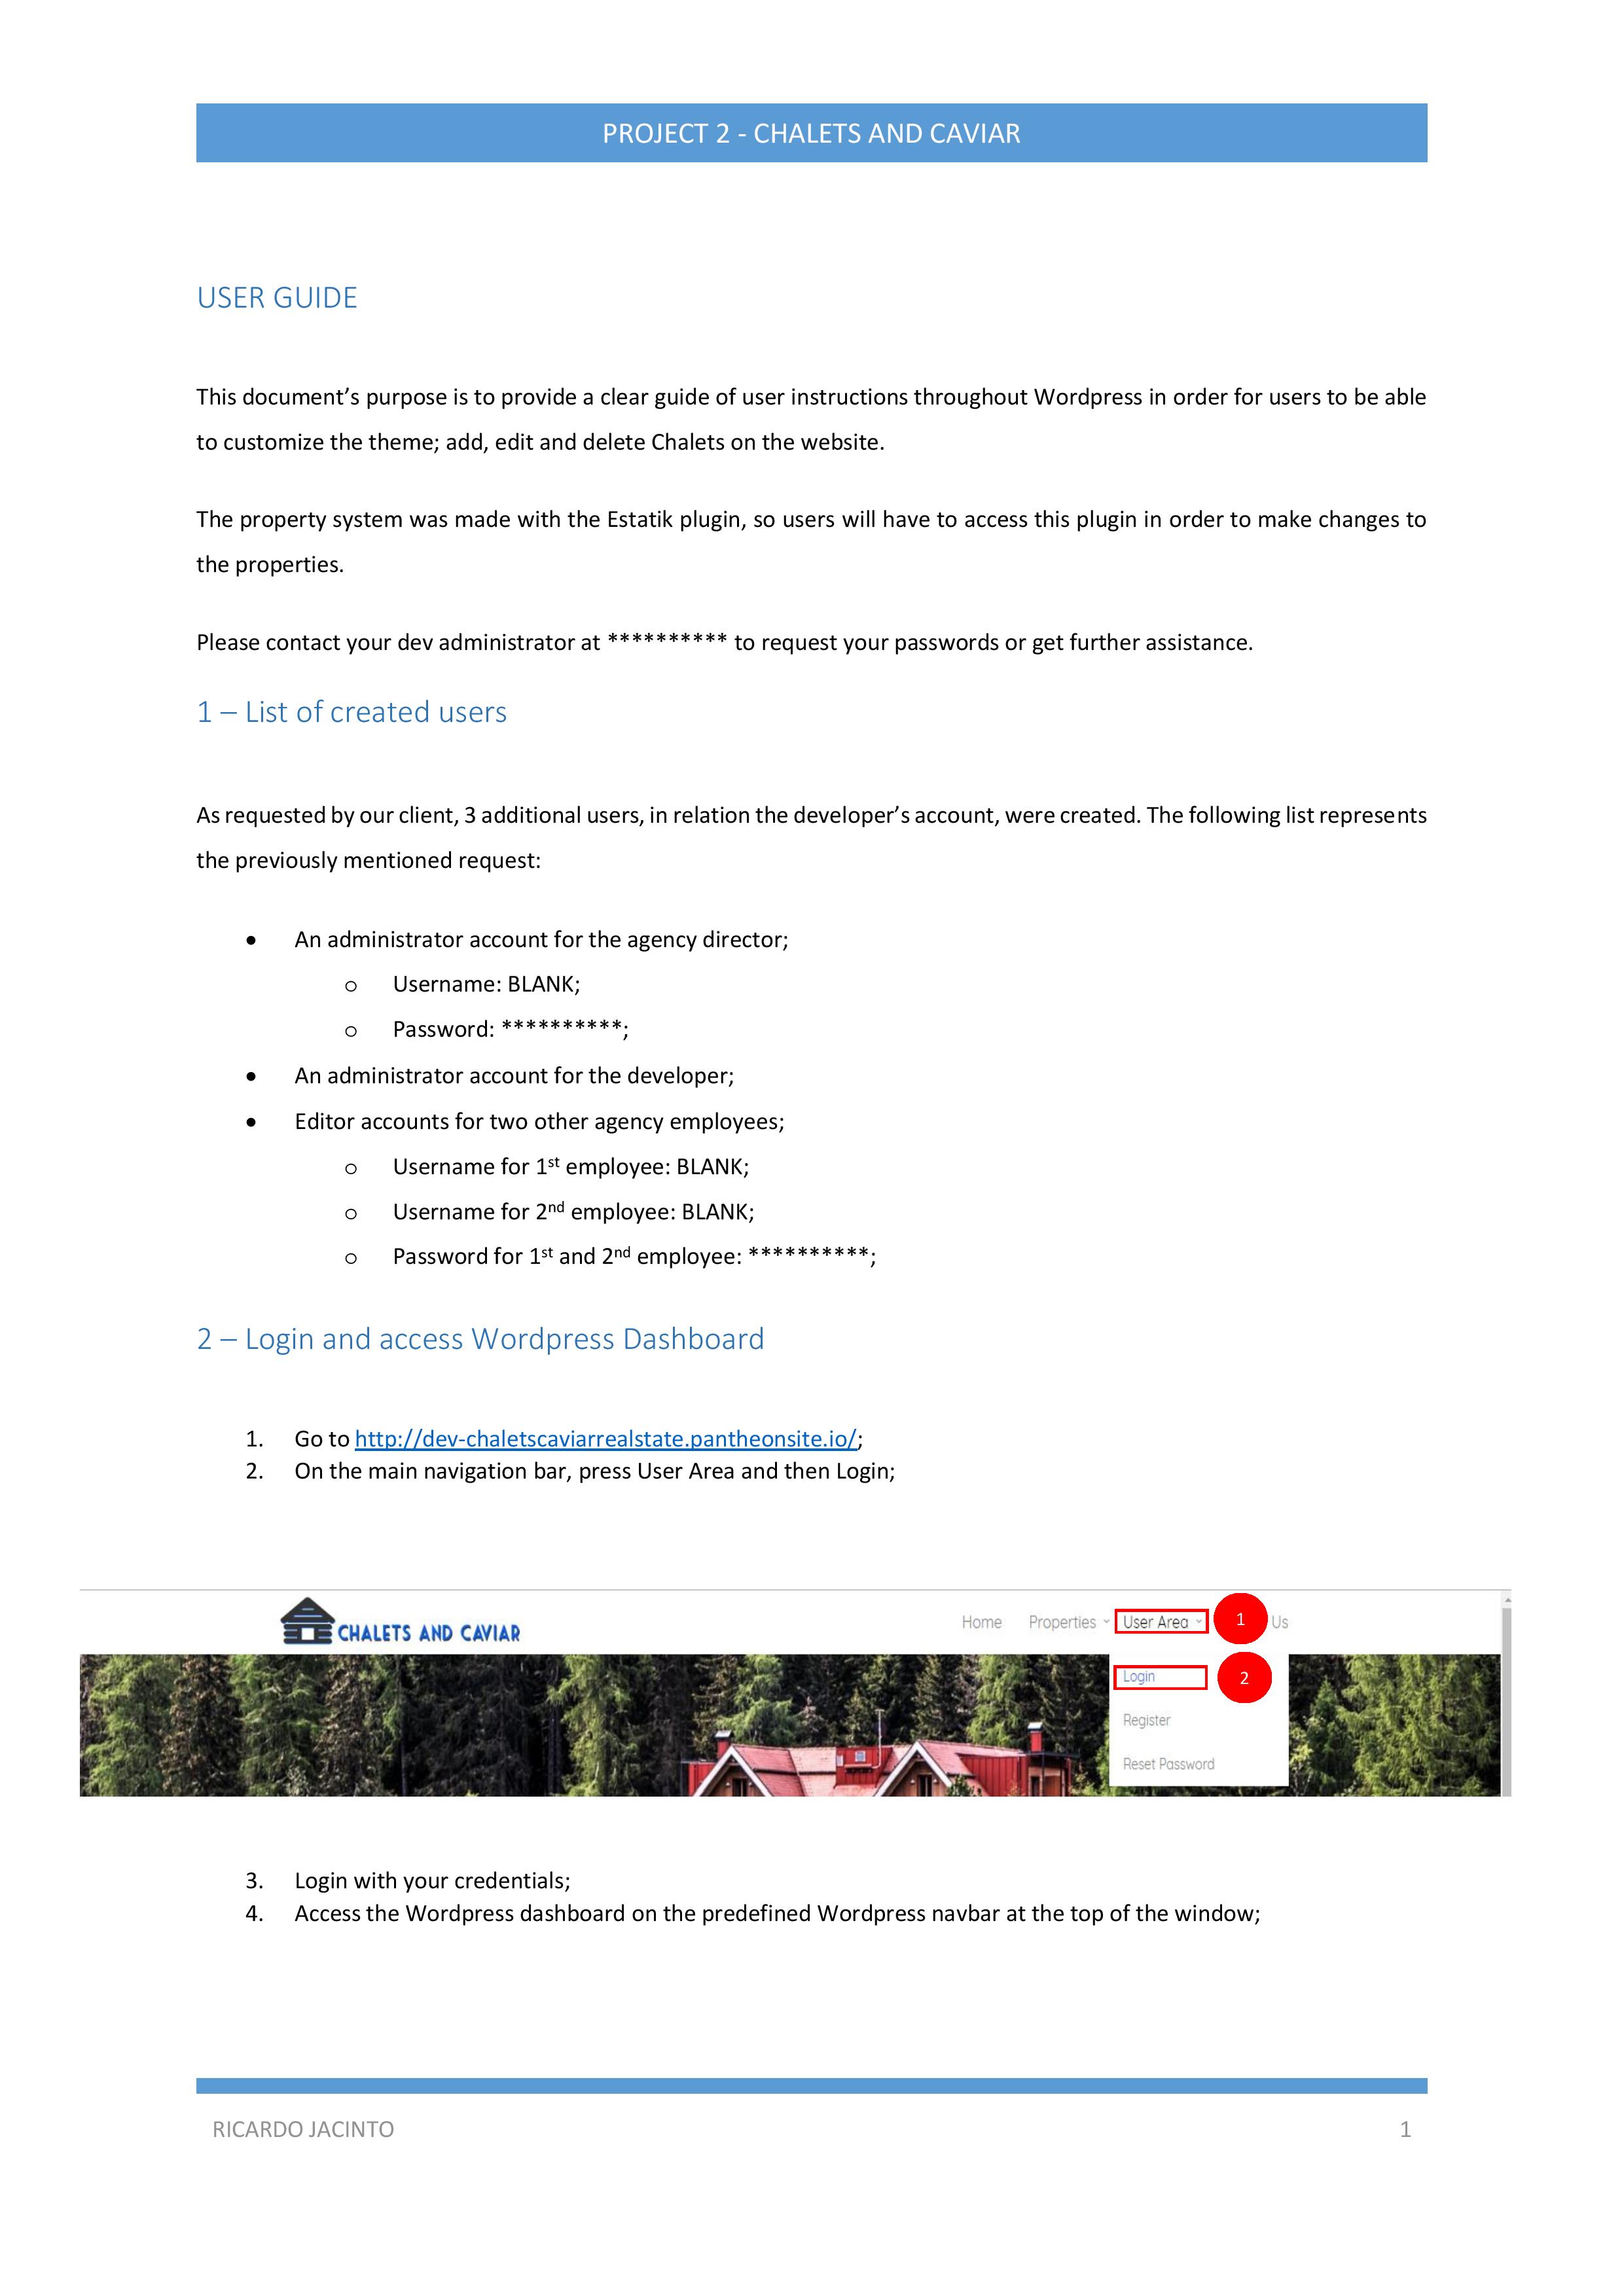 PROJECT 2 - CHALETS AND CAVIAR
USER GUIDE
This document’s purpose is to provide a clear guide of user instructions throughout Wordpress in order for users to be able
to customize the theme; add, edit and delete Chalets on the website.
The property system was made with the Estatik plugin, so users will have to access this plugin in order to make changes to
the properties.
Please contact your dev administrator at ********** to request your passwords or get further assistance.
1 – List of created users
As requested by our client, 3 additional users, in relation the developer’s account, were created. The following list represents
the previously mentioned request:
• An administrator account for the agency director;
o Username: BLANK;
o Password: **********;
• An administrator account for the developer;
• Editor accounts for two other agency employees;
o Username for 1st employee: BLANK;
o Username for 2nd employee: BLANK;
o Password for 1st and 2nd employee: **********;
2 – Login and access Wordpress Dashboard
1. Go to http://dev-chaletscaviarrealstate.pantheonsite.io/;
2. On the main navigation bar, press User Area and then Login;
CHALETS AND CAVIAR Home Properties User Area 1 Us
Login 2
Register
Reset Password
3. Login with your credentials;
4. Access the Wordpress dashboard on the predefined Wordpress navbar at the top of the window;
RICARDO JACINTO 1